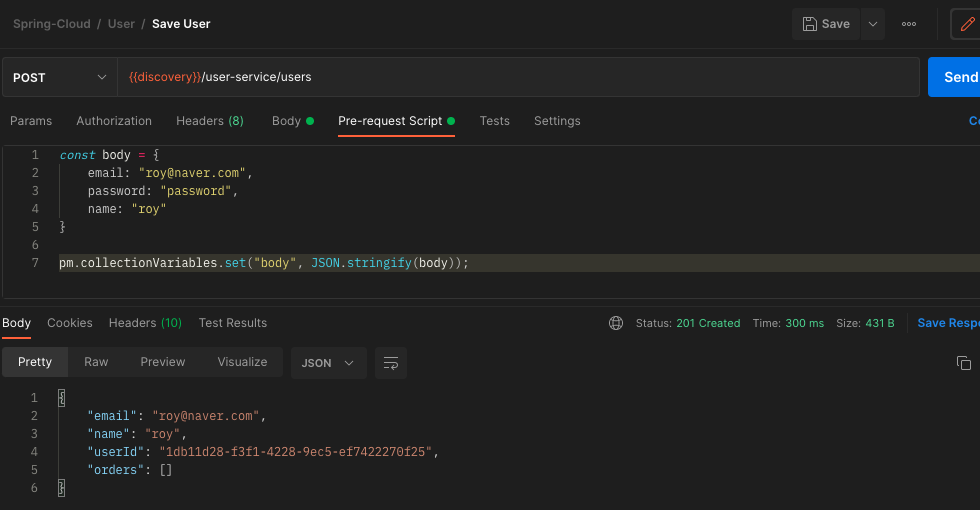 Spring-Cloud / User / Save User
Save
POST
{{discovery}}/user-service/users
Send
Params Authorization Headers (8) Body Pre-request Script Tests Settings
1 const body = {
2 email: "roy@naver.com",
3 password: "password",
4 name: "roy"
5 }
6
7 pm.collectionVariables.set("body", JSON.stringify(body));
Body Cookies Headers (10) Test Results
Status: 201 Created Time: 300 ms Size: 431 B Save Resp
Pretty Raw Preview Visualize JSON
1 {
2 "email": "roy@naver.com",
3 "name": "roy",
4 "userId": "1db11d28-f3f1-4228-9ec5-ef7422270f25",
5 "orders": []
6 }